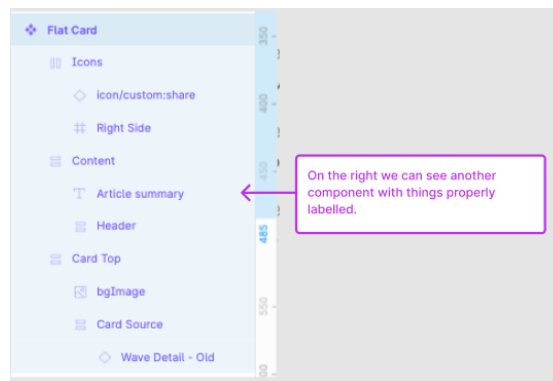 Flat Card
Icons
icon/custom:share
Right Side
Content
Article summary
Header
Card Top
bgImage
Card Source
Wave Detail - Old
350
400
450
485
550
00
On the right we can see another
component with things properly
labelled.